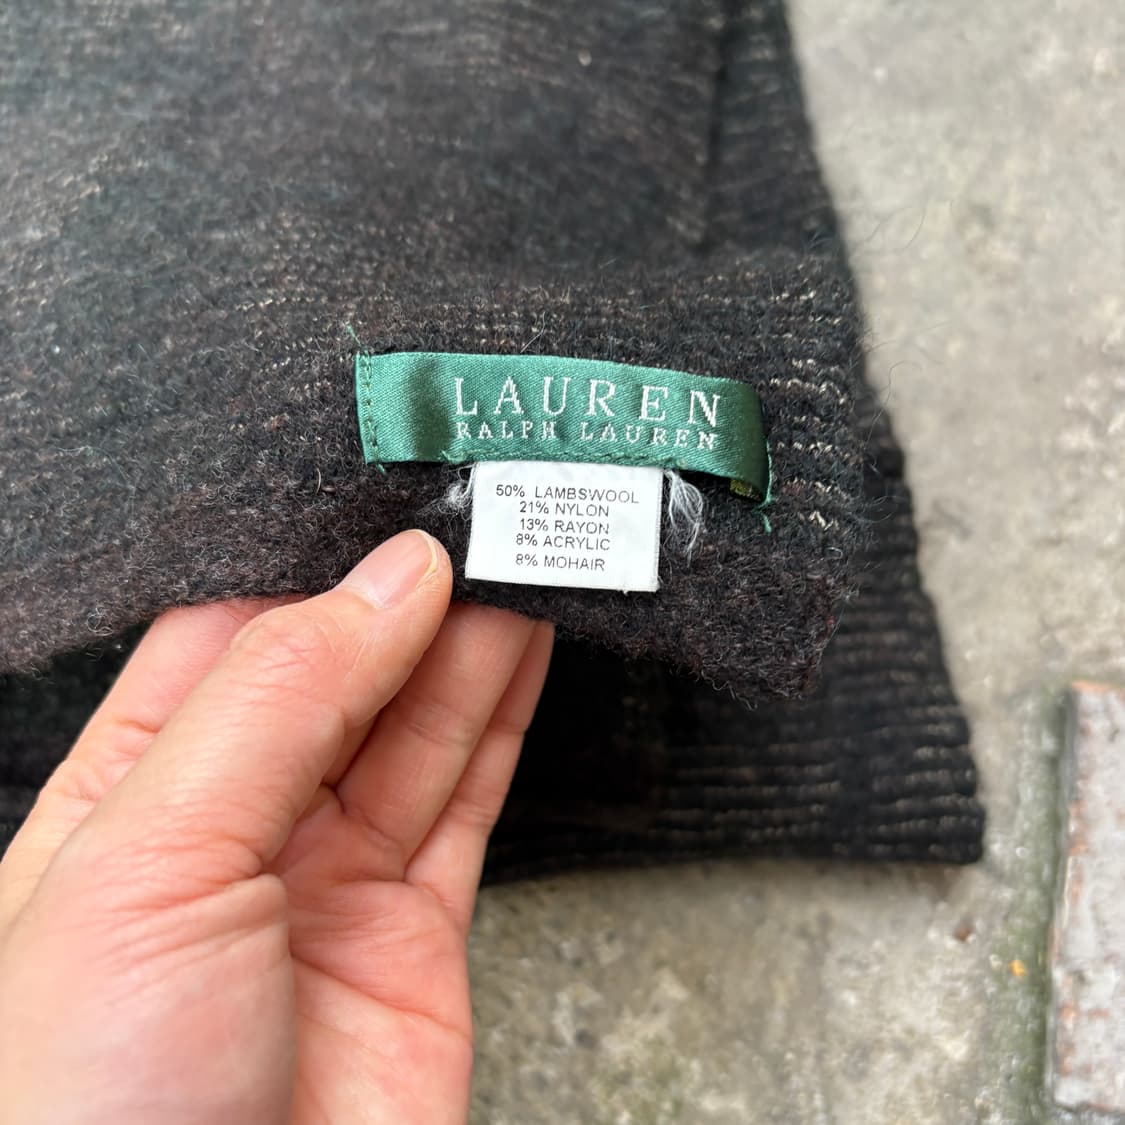 LAUREN
RALPH LAUREN
50% LAMBSWOOL
21% NYLON
13% RAYON
8% ACRYLIC
8% MOHAIR